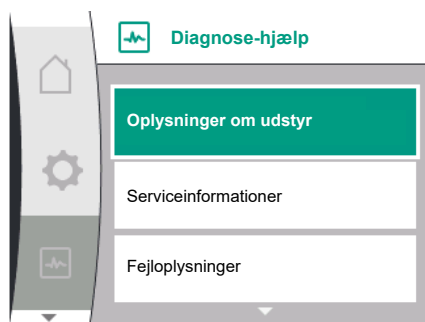 Diagnose-hjælp
Oplysninger om udstyr
Serviceinformationer
Fejloplysninger